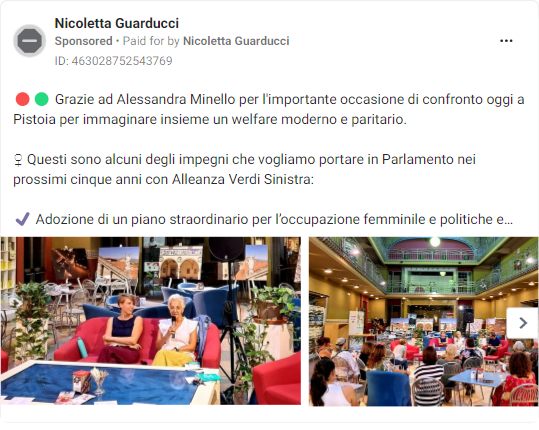 Nicoletta Guarducci
Sponsored • Paid for by Nicoletta Guarducci
ID: 463028752543769
🔴🟢 Grazie ad Alessandra Minello per l'importante occasione di confronto oggi a
Pistoia per immaginare insieme un welfare moderno e paritario.
♀ Questi sono alcuni degli impegni che vogliamo portare in Parlamento nei
prossimi cinque anni con Alleanza Verdi Sinistra:
✔ Adozione di un piano straordinario per l’occupazione femminile e politiche e...